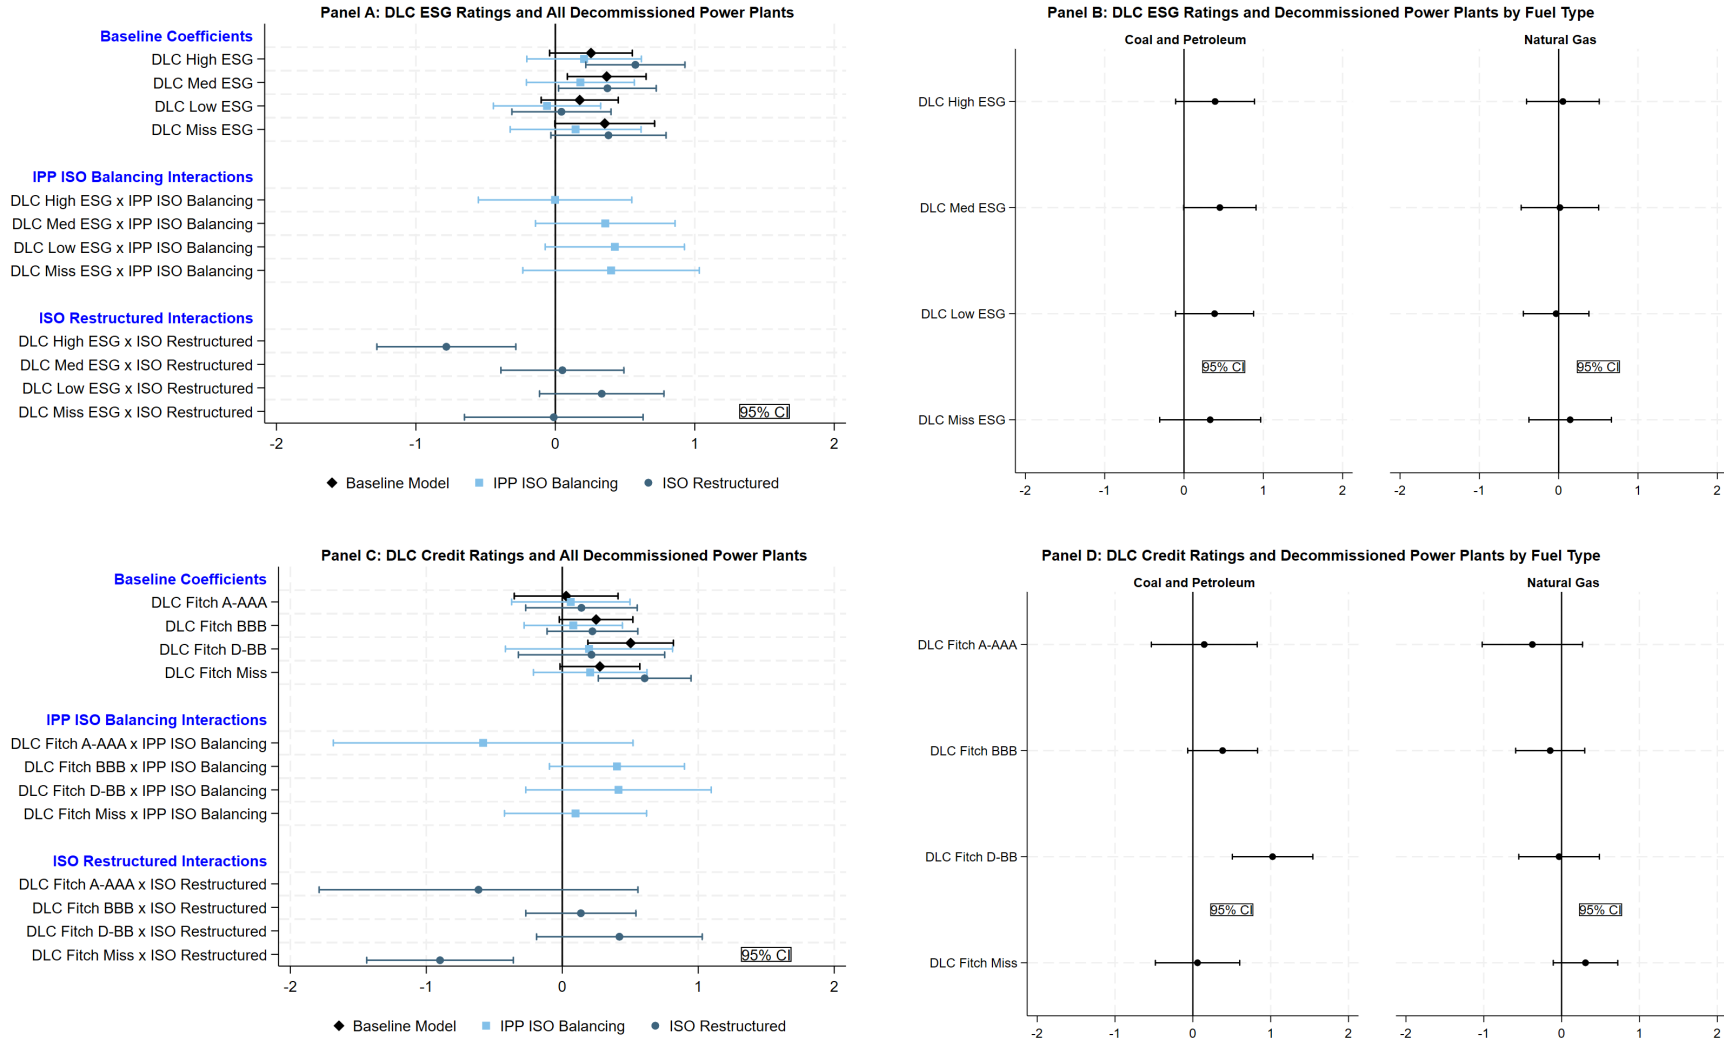 Panel A: DLC ESG Ratings and All Decommissioned Power Plants
Baseline Coefficients
DLC High ESG
DLC Med ESG
DLC Low ESG
DLC Miss ESG
IPP ISO Balancing Interactions
DLC High ESG x IPP ISO Balancing
DLC Med ESG x IPP ISO Balancing
DLC Low ESG x IPP ISO Balancing
DLC Miss ESG x IPP ISO Balancing
ISO Restructured Interactions
DLC High ESG x ISO Restructured
DLC Med ESG x ISO Restructured
DLC Low ESG x ISO Restructured
DLC Miss ESG x ISO Restructured
95% CI
-2 -1 0 1 2
Baseline Model IPP ISO Balancing ISO Restructured
Panel B: DLC ESG Ratings and Decommissioned Power Plants by Fuel Type
Coal and Petroleum Natural Gas
DLC High ESG
DLC Med ESG
DLC Low ESG
95% CI 95% CI
DLC Miss ESG
-2 -1 0 1 2 -2 -1 0 1 2
Panel C: DLC Credit Ratings and All Decommissioned Power Plants
Baseline Coefficients
DLC Fitch A-AAA
DLC Fitch BBB
DLC Fitch D-BB
DLC Fitch Miss
IPP ISO Balancing Interactions
DLC Fitch A-AAA x IPP ISO Balancing
DLC Fitch BBB x IPP ISO Balancing
DLC Fitch D-BB x IPP ISO Balancing
DLC Fitch Miss x IPP ISO Balancing
ISO Restructured Interactions
DLC Fitch A-AAA x ISO Restructured
DLC Fitch BBB x ISO Restructured
DLC Fitch D-BB x ISO Restructured
DLC Fitch Miss x ISO Restructured
95% CI
-2 -1 0 1 2
Baseline Model IPP ISO Balancing ISO Restructured
Panel D: DLC Credit Ratings and Decommissioned Power Plants by Fuel Type
Coal and Petroleum Natural Gas
DLC Fitch A-AAA
DLC Fitch BBB
DLC Fitch D-BB
95% CI 95% CI
DLC Fitch Miss
-2 -1 0 1 2 -2 -1 0 1 2